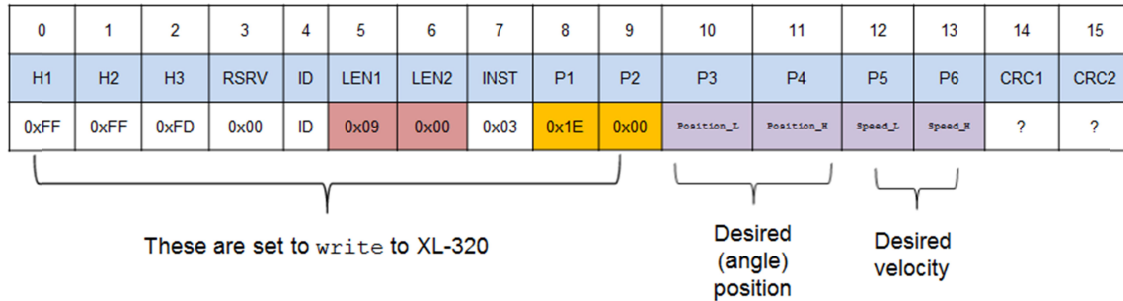 0 1 2 3 4 5 6 7 8 9 10 11 12 13 14 15
H1 H2 H3 RSRV ID LEN1 LEN2 INST P1 P2 P3 P4 P5 P6 CRC1 CRC2
0xFF 0xFF 0xFD 0x00 ID 0x09 0x00 0x03 0x1E 0x00 Position_L Position_H Speed_L Speed_H ? ?
These are set to write to XL-320
Desired
(angle)
position
Desired
velocity